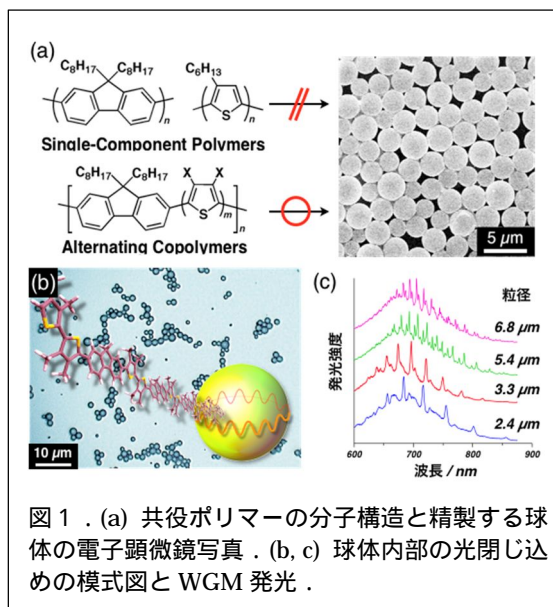 (a)
C8H17 C8H17 C6H13
n S n
Single-Component Polymers
C8H17 C8H17 X X
S m n
Alternating Copolymers
5 μm
(b)
10 μm
(c)
粒径
6.8 μm
5.4 μm
3.3 μm
2.4 μm
発光強度
600 700 800 900
波長 / nm
図1．(a) 共役ポリマーの分子構造と精製する球
体の電子顕微鏡写真．(b, c) 球体内部の光閉じ込
めの模式図と WGM 発光．